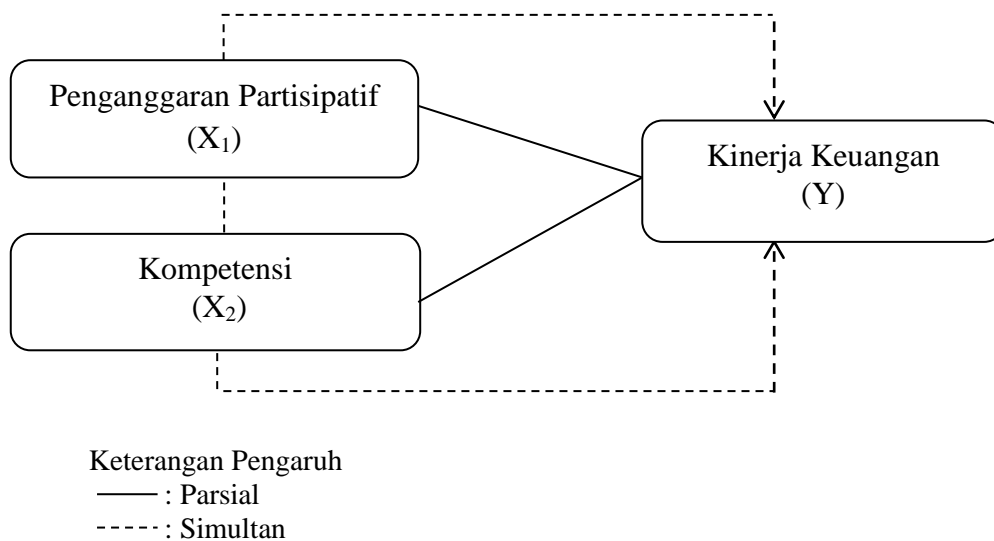 Penganggaran Partisipatif
(X₁)
Kinerja Keuangan
(Y)
Kompetensi
(X₂)
Keterangan Pengaruh
: Parsial
: Simultan